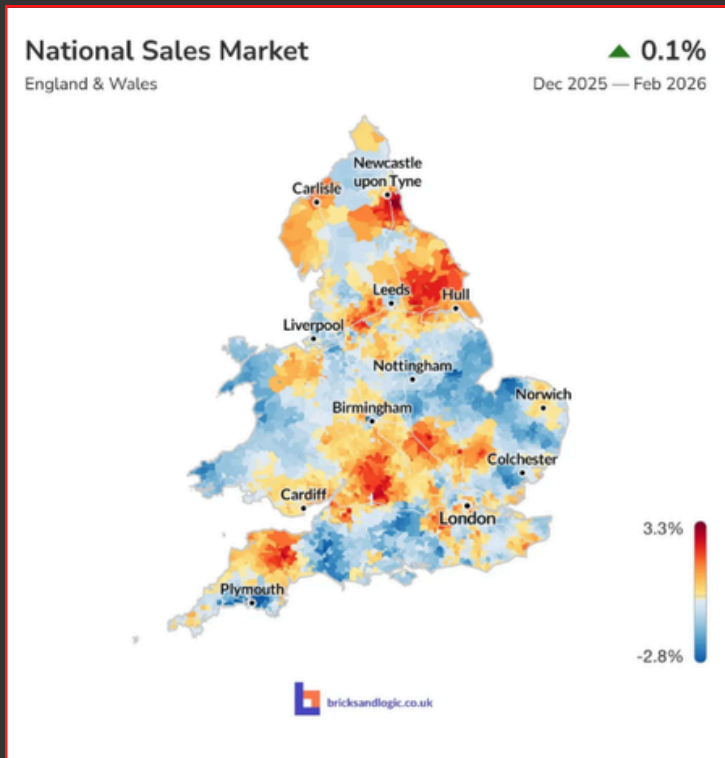 National Sales Market
▲ 0.1%
England & Wales
Dec 2025 — Feb 2026
Newcastle
upon Tyne
Carlisle
Leeds
Hull
Liverpool
Nottingham
Norwich
Birmingham
Colchester
Cardiff
London
3.3%
Plymouth
-2.8%
bricksandlogic.co.uk